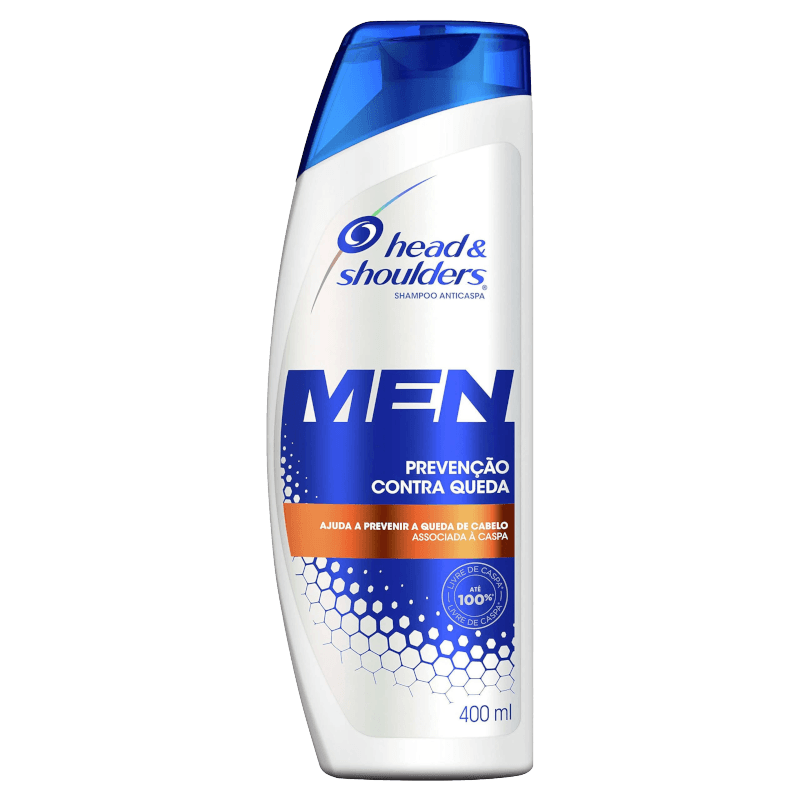 head &
shoulders®
SHAMPOO ANTICASPA
MEN
PREVENÇÃO
CONTRA QUEDA
AJUDA A PREVENIR A QUEDA DE CABELO
ASSOCIADA À CASPA
LIVRE DE CASPA*
ATÉ
100%*
LIVRE DE CASPA*
400 ml